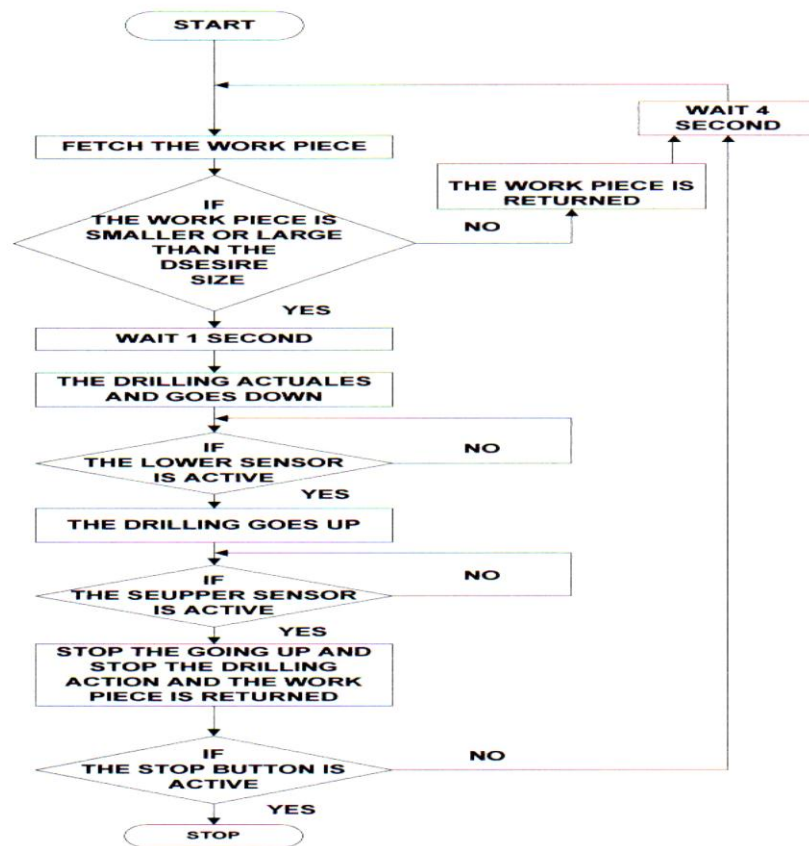 START
WAIT 4
SECOND
FETCH THE WORK PIECE
IF
THE WORK PIECE IS
SMALLER OR LARGE
THAN THE
DSESIRE
SIZE
NO
THE WORK PIECE IS
RETURNED
YES
WAIT 1 SECOND
THE DRILLING ACTUALES
AND GOES DOWN
IF
THE LOWER SENSOR
IS ACTIVE
NO
YES
THE DRILLING GOES UP
IF
THE SEUPPER SENSOR
IS ACTIVE
NO
YES
STOP THE GOING UP AND
STOP THE DRILLING
ACTION AND THE WORK
PIECE IS RETURNED
IF
THE STOP BUTTON IS
ACTIVE
NO
YES
STOP